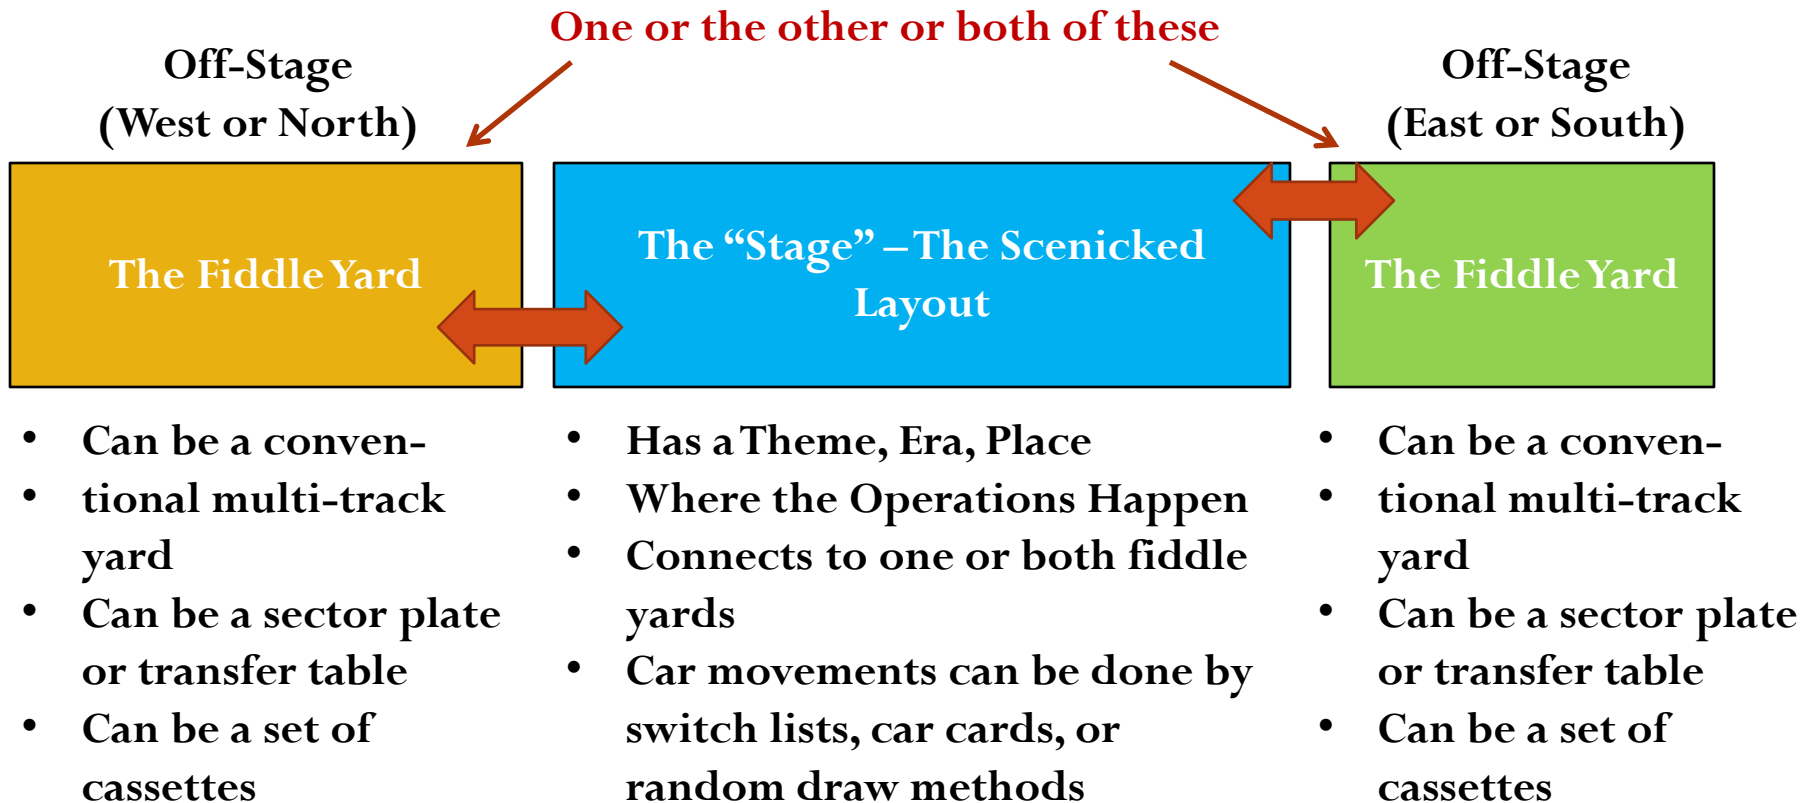 One or the other or both of these
Off-Stage
(West or North)
Off-Stage
(East or South)
The Fiddle Yard
The “Stage” – The Scenicked
Layout
The Fiddle Yard
• Can be a conven-
• tional multi-track
yard
• Can be a sector plate
or transfer table
• Can be a set of
cassettes
• Has a Theme, Era, Place
• Where the Operations Happen
• Connects to one or both fiddle
yards
• Car movements can be done by
switch lists, car cards, or
random draw methods
• Can be a conven-
• tional multi-track
yard
• Can be a sector plate
or transfer table
• Can be a set of
cassettes